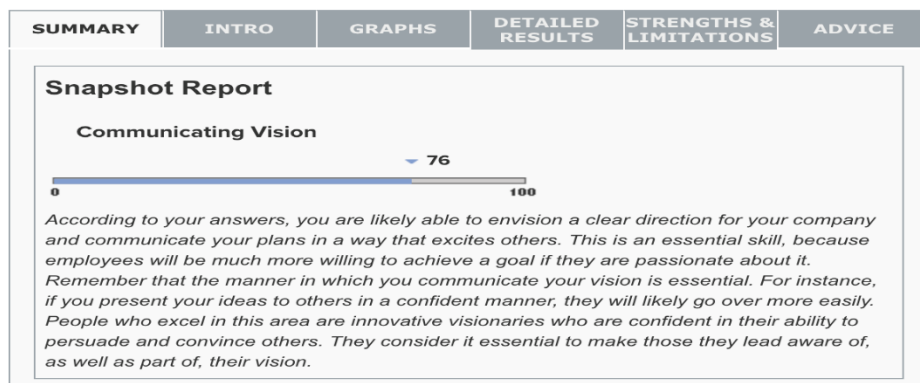 SUMMARY INTRO GRAPHS DETAILED RESULTS STRENGTHS & LIMITATIONS ADVICE
Snapshot Report
Communicating Vision
76
0 100
According to your answers, you are likely able to envision a clear direction for your company
and communicate your plans in a way that excites others. This is an essential skill, because
employees will be much more willing to achieve a goal if they are passionate about it.
Remember that the manner in which you communicate your vision is essential. For instance,
if you present your ideas to others in a confident manner, they will likely go over more easily.
People who excel in this area are innovative visionaries who are confident in their ability to
persuade and convince others. They consider it essential to make those they lead aware of,
as well as part of, their vision.